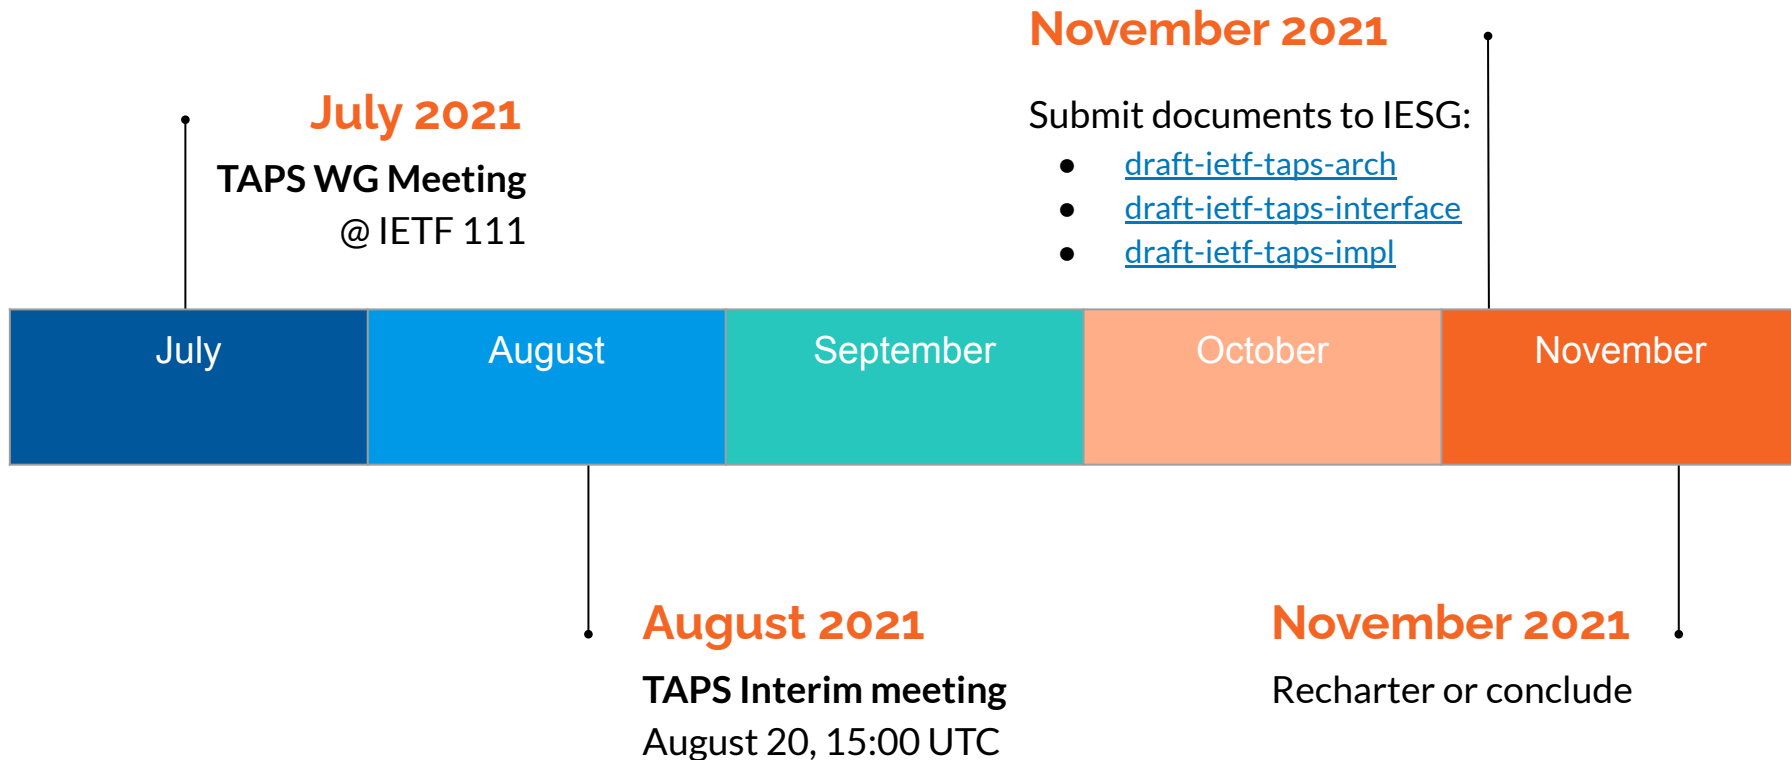 November 2021
Submit documents to IESG:
● draft-ietf-taps-arch
● draft-ietf-taps-interface
● draft-ietf-taps-impl
July 2021
TAPS WG Meeting
@ IETF 111
July
August
September
October
November
August 2021
TAPS Interim meeting
August 20, 15:00 UTC
November 2021
Recharter or conclude